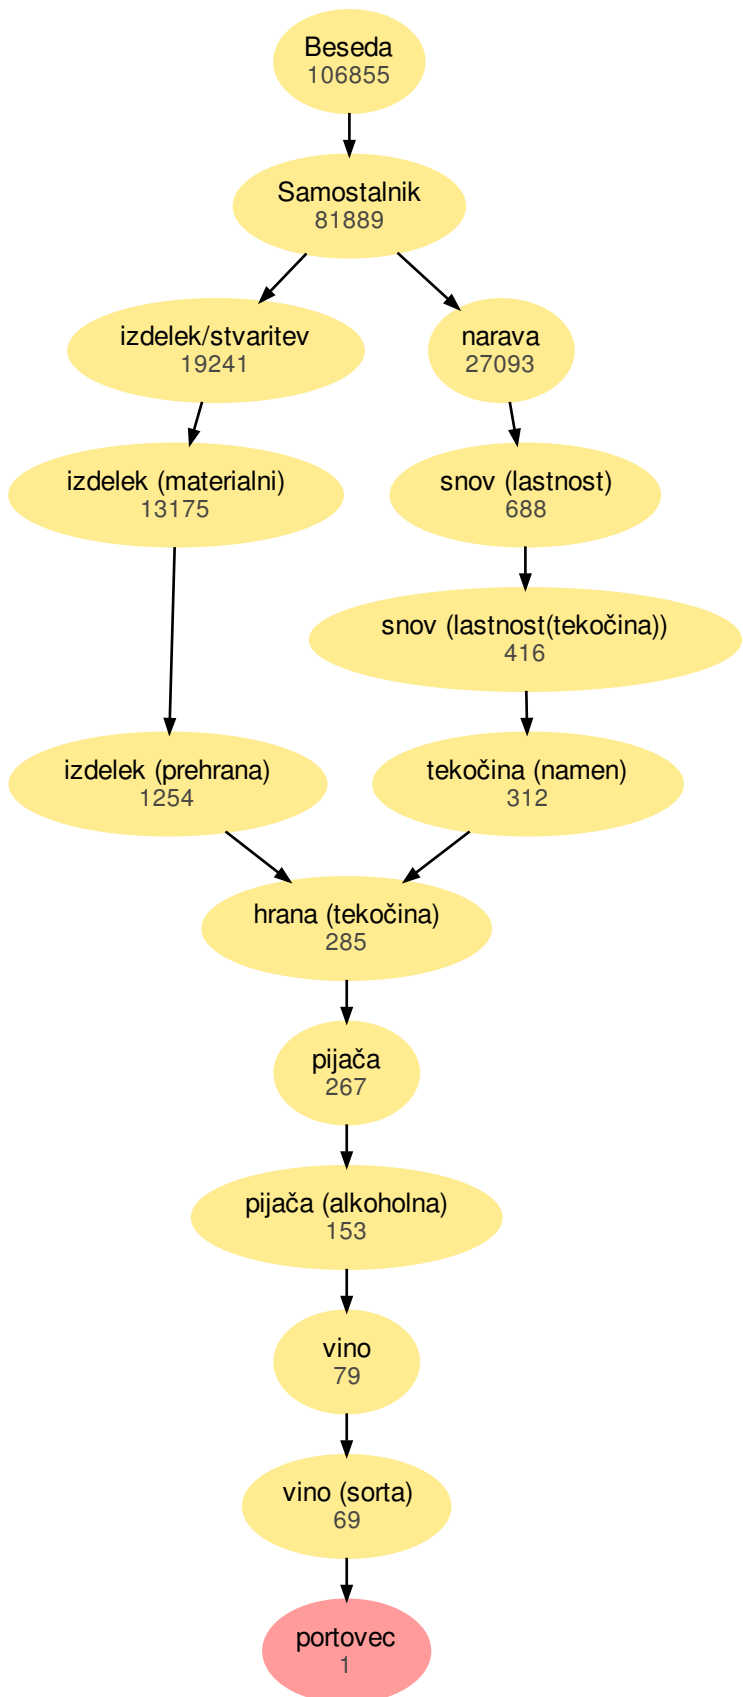 Beseda
106855
Samostalnik
81889
izdelek/stvaritev
19241
narava
27093
izdelek (materialni)
13175
snov (lastnost)
688
snov (lastnost(tekočina))
416
izdelek (prehrana)
1254
tekočina (namen)
312
hrana (tekočina)
285
pijača
267
pijača (alkoholna)
153
vino
79
vino (sorta)
69
portovec
1